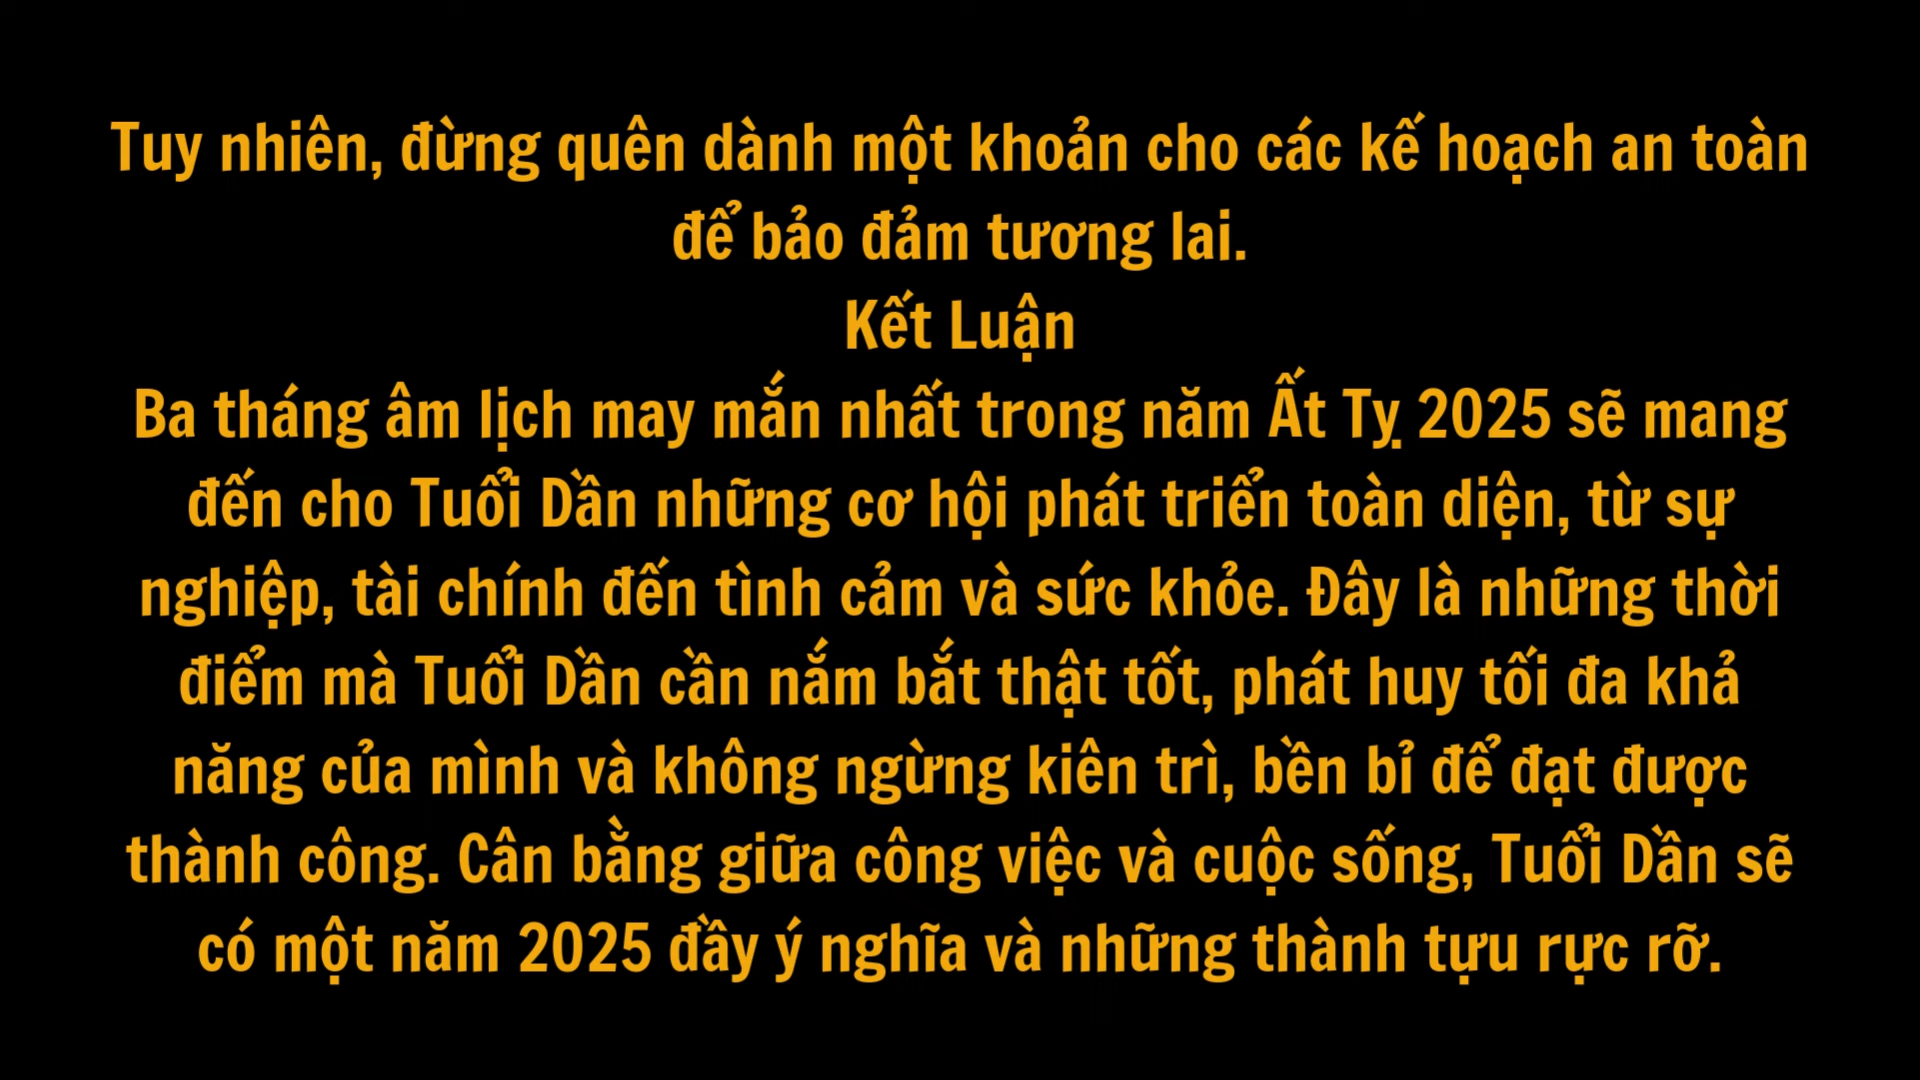 Tuy nhiên, đừng quên dành một khoản cho các kế hoạch an toàn
để bảo đảm tương lai.
Kết Luận
Ba tháng âm lịch may mắn nhất trong năm Ất Tỵ 2025 sẽ mang
đến cho Tuổi Dần những cơ hội phát triển toàn diện, từ sự
nghiệp, tài chính đến tình cảm và sức khỏe. Đây là những thời
điểm mà Tuổi Dần cần nắm bắt thật tốt, phát huy tối đa khả
năng của mình và không ngừng kiên trì, bền bỉ để đạt được
thành công. Cân bằng giữa công việc và cuộc sống, Tuổi Dần sẽ
có một năm 2025 đầy ý nghĩa và những thành tựu rực rỡ.